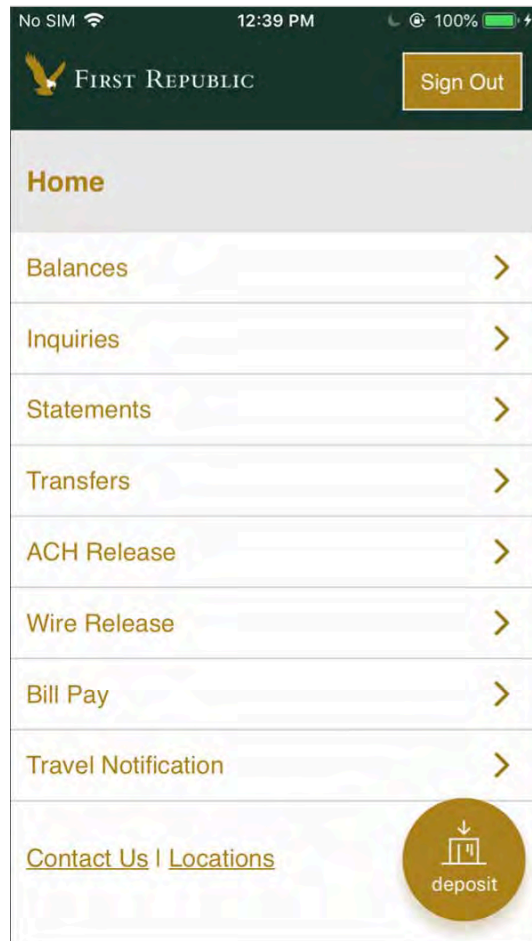 No SIM 12:39 PM 100%
FIRST REPUBLIC
Sign Out
Home
Balances
Inquiries
Statements
Transfers
ACH Release
Wire Release
Bill Pay
Travel Notification
Contact Us | Locations
deposit